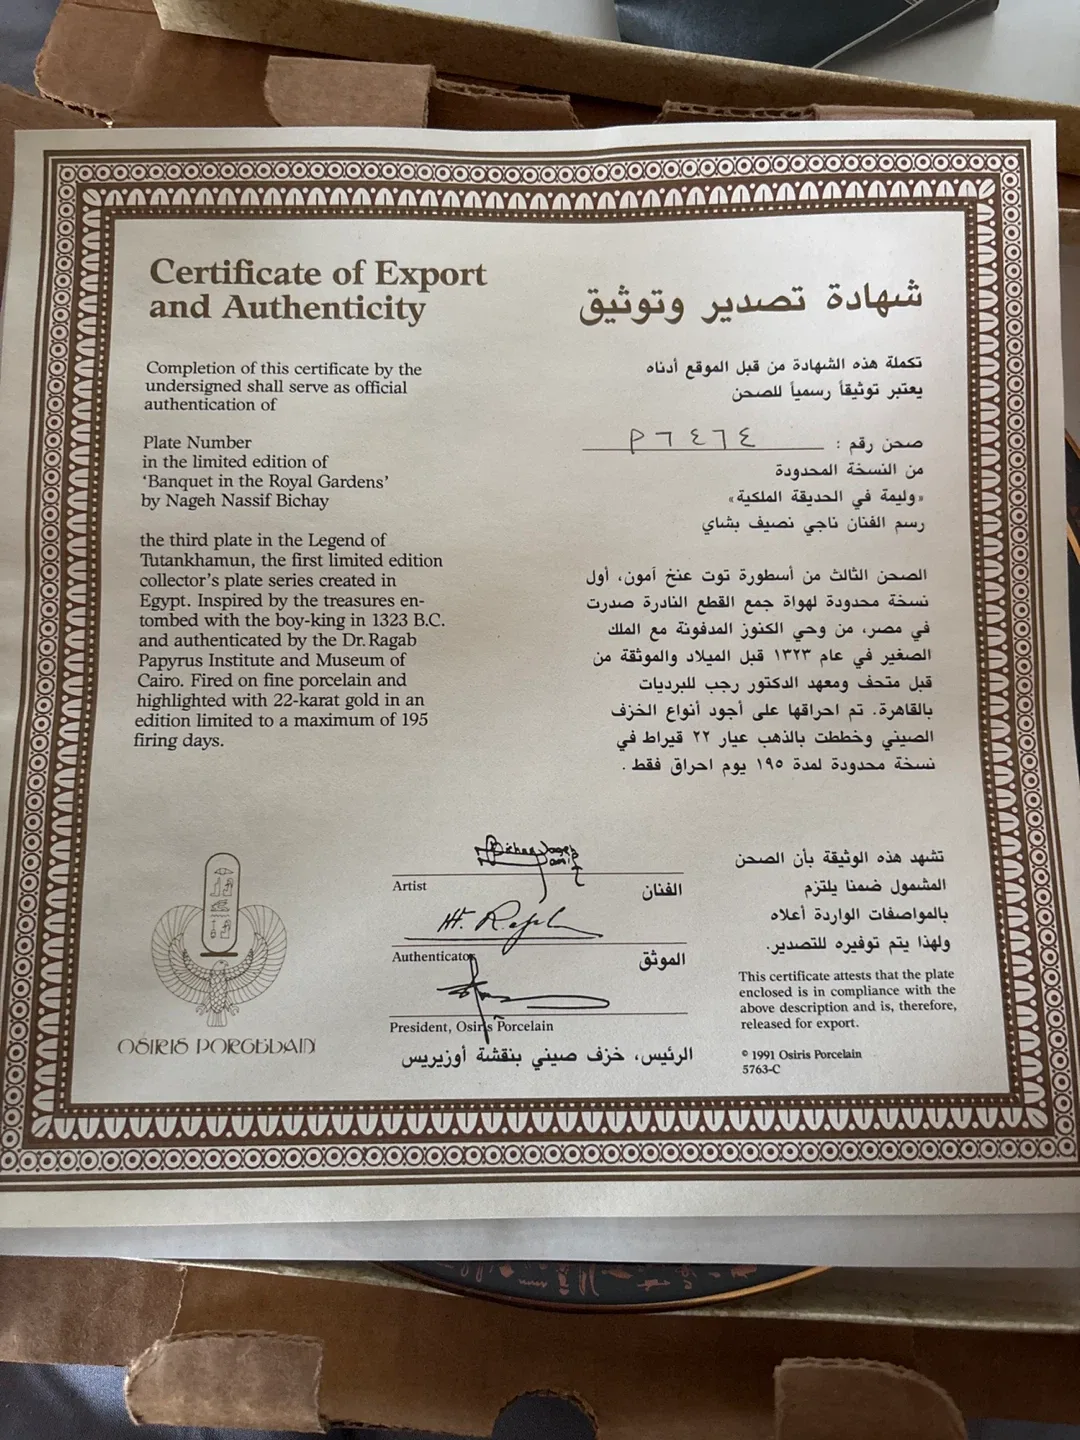 Certificate of Export
and Authenticity
Completion of this certificate by the
undersigned shall serve as official
authentication of
Plate Number
in the limited edition of
‘Banquet in the Royal Gardens’
by Nageh Nassif Bichay
the third plate in the Legend of
Tutankhamun, the first limited edition
collector’s plate series created in
Egypt. Inspired by the treasures en-
tombed with the boy-king in 1323 B.C.
and authenticated by the Dr. Ragab
Papyrus Institute and Museum of
Cairo. Fired on fine porcelain and
highlighted with 22-karat gold in an
edition limited to a maximum of 195
firing days.
شهادة تصدير وتوثيق
تكملة هذه الشهادة من قبل الموقع أدناه
يعتبر توثيقاً رسمياً للصحن
صحن رقم : P٦٤٦٤
من النسخة المحدودة
«وليمة في الحديقة الملكية»
رسم الفنان ناجي نصيف بشاي
الصحن الثالث من أسطورة توت عنخ آمون، أول
نسخة محدودة لهواة جمع القطع النادرة صدرت
في مصر، من وحي الكنوز المدفونة مع الملك
الصغير في عام ١٣٢٣ قبل الميلاد والموثقة من
قبل متحف ومعهد الدكتور رجب للبرديات
بالقاهرة. تم احراقها على أجود أنواع الخزف
الصيني وخططت بالذهب عيار ٢٢ قيراط في
نسخة محدودة لمدة ١٩٥ يوم احراق فقط .
OSIRIS PORCELAIN
Artist الفنان
Authenticator الموثق
President, Osiris Porcelain
الرئيس، خزف صيني بنقشة أوزيريس
تشهد هذه الوثيقة بأن الصحن
المشمول ضمنا يلتزم
بالمواصفات الواردة أعلاه
ولهذا يتم توفيره للتصدير.
This certificate attests that the plate
enclosed is in compliance with the
above description and is, therefore,
released for export.
© 1991 Osiris Porcelain
5763-C